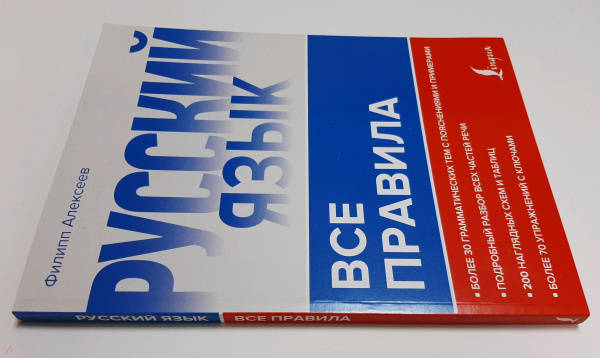 Филипп Алексеев
РУССКИЙ
ЯЗЫК
ВСЕ
ПРАВИЛА
▪ БОЛЕЕ 30 ГРАММАТИЧЕСКИХ ТЕМ С ПОЯСНЕНИЯМИ И ПРИМЕРАМИ
▪ ПОДРОБНЫЙ РАЗБОР ВСЕХ ЧАСТЕЙ РЕЧИ
▪ 200 НАГЛЯДНЫХ СХЕМ И ТАБЛИЦ
▪ БОЛЕЕ 70 УПРАЖНЕНИЙ С КЛЮЧАМИ
Lingua
РУССКИЙ ЯЗЫК ВСЕ ПРАВИЛА